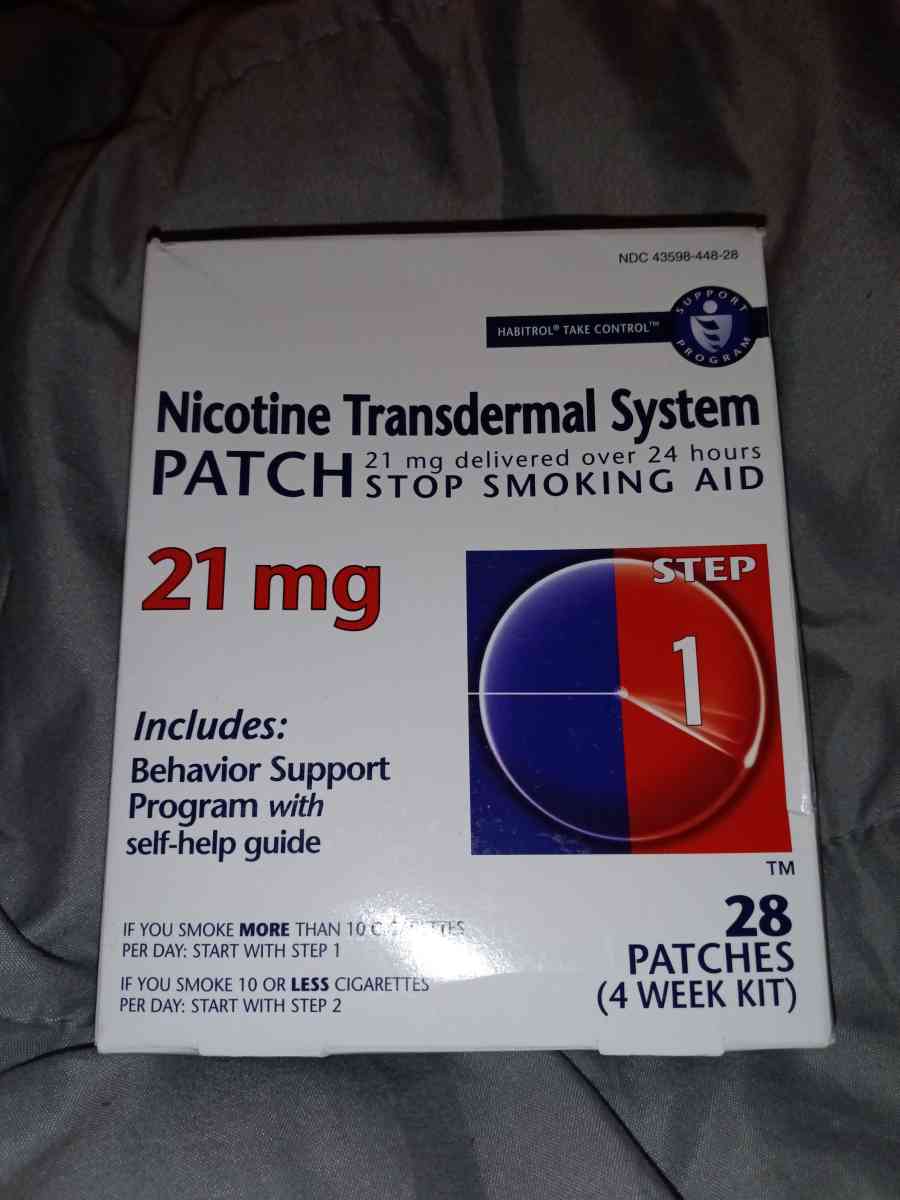 NDC 43598-448-28
HABITROL® TAKE CONTROL™
SUPPORT
PROGRAM
Nicotine Transdermal System
PATCH
21 mg delivered over 24 hours
STOP SMOKING AID
21 mg
STEP
1
Includes:
Behavior Support
Program with
self-help guide
TM
IF YOU SMOKE MORE THAN 10 CIGARETTES
PER DAY: START WITH STEP 1
IF YOU SMOKE 10 OR LESS CIGARETTES
PER DAY: START WITH STEP 2
28
PATCHES
(4 WEEK KIT)